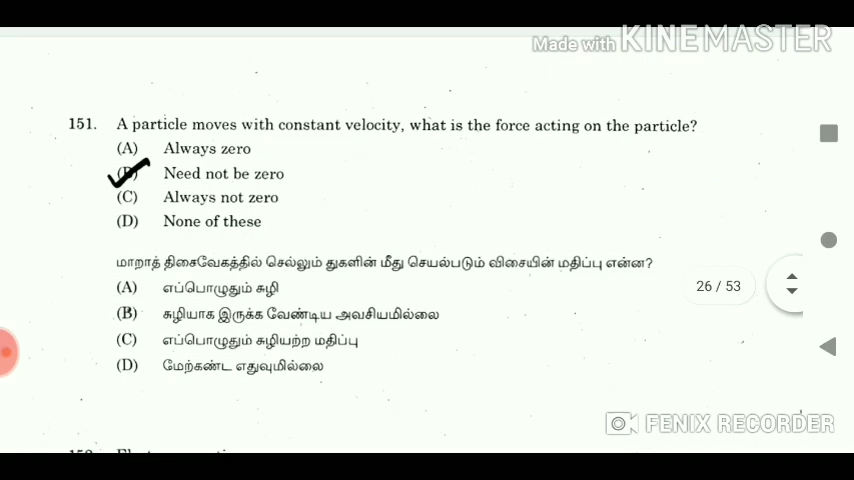 Made with KINEMASTER
151. A particle moves with constant velocity, what is the force acting on the particle?
(A) Always zero
(B) Need not be zero
(C) Always not zero
(D) None of these
மாறாத் திசைவேகத்தில் செல்லும் துகளின் மீது செயல்படும் விசையின் மதிப்பு என்ன?
(A) எப்பொழுதும் சுழி
26 / 53
(B) சுழியாக இருக்க வேண்டிய அவசியமில்லை
(C) எப்பொழுதும் சுழியற்ற மதிப்பு
(D) மேற்கண்ட எதுவுமில்லை
FENIX RECORDER